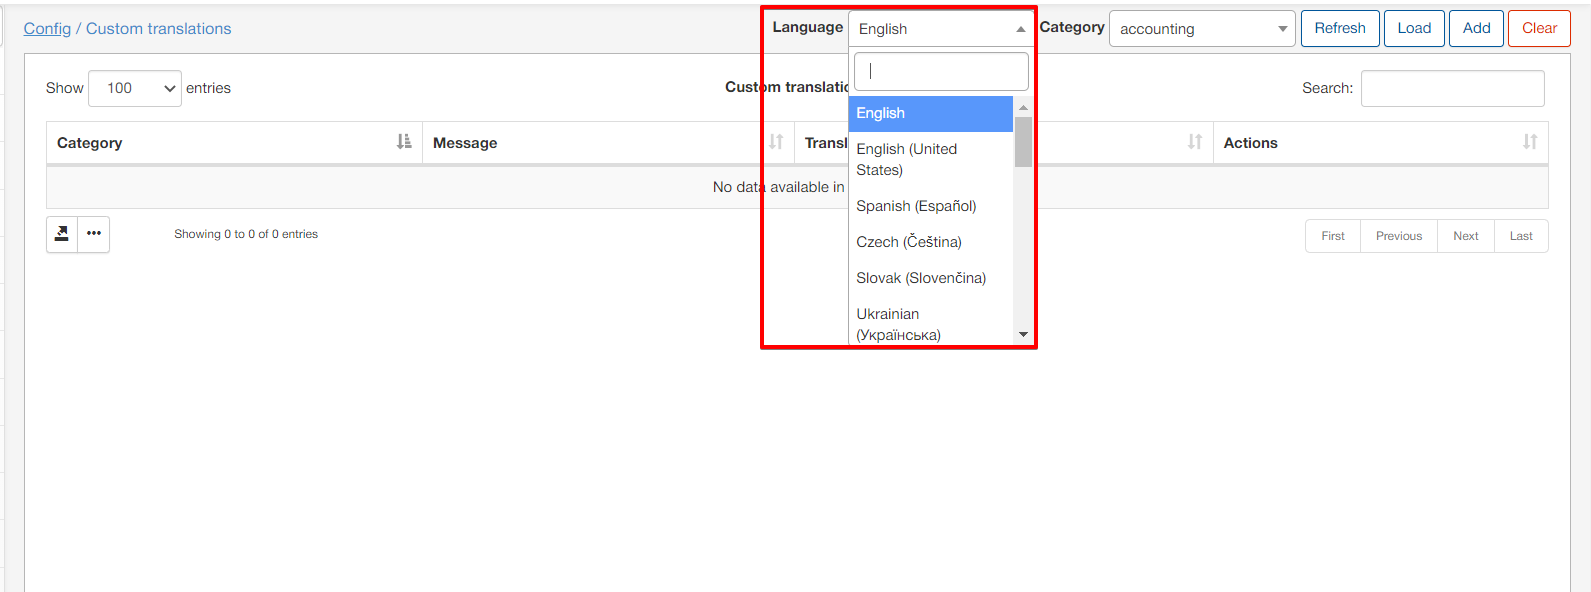 Config / Custom translations
Language English
Category accounting
Refresh
Load
Add
Clear
Show 100 entries
Custom translatio
Search:
English
English (United
States)
Spanish (Español)
Czech (Čeština)
Slovak (Slovenčina)
Ukrainian
(Українська)
Category
Message
Transl
Actions
No data available in
Showing 0 to 0 of 0 entries
First
Previous
Next
Last